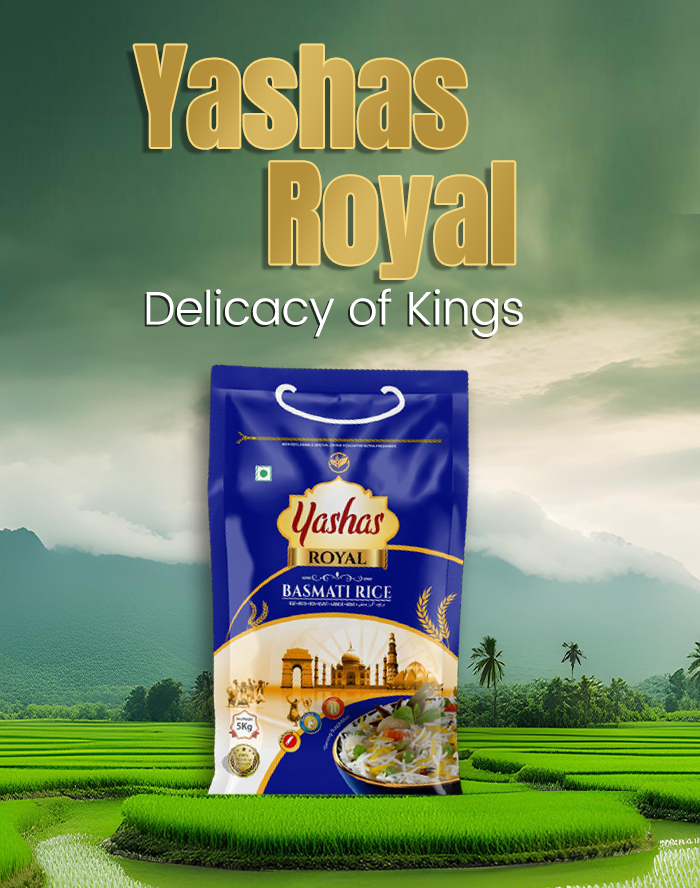 Yashas
Royal
Delicacy of Kings
Yashas
ROYAL
BASMATI RICE
5Kg